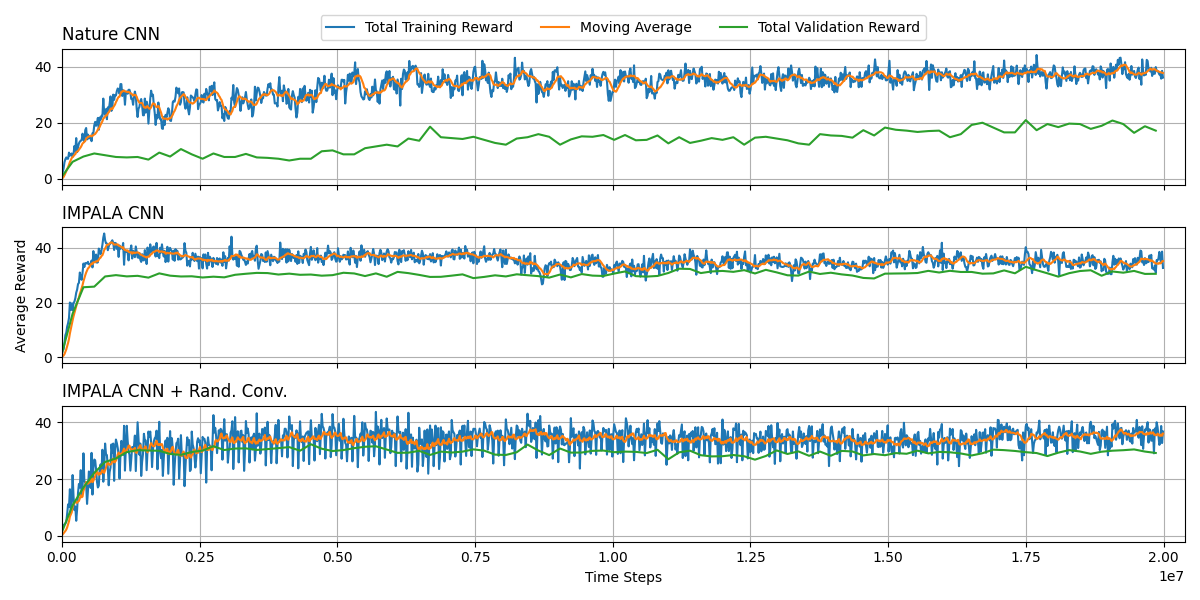 Total Training Reward Moving Average Total Validation Reward
Nature CNN
40
20
0
IMPALA CNN
40
20
0
Average Reward
IMPALA CNN + Rand. Conv.
40
20
0
0.00 0.25 0.50 0.75 1.00 1.25 1.50 1.75 2.00
1e7
Time Steps